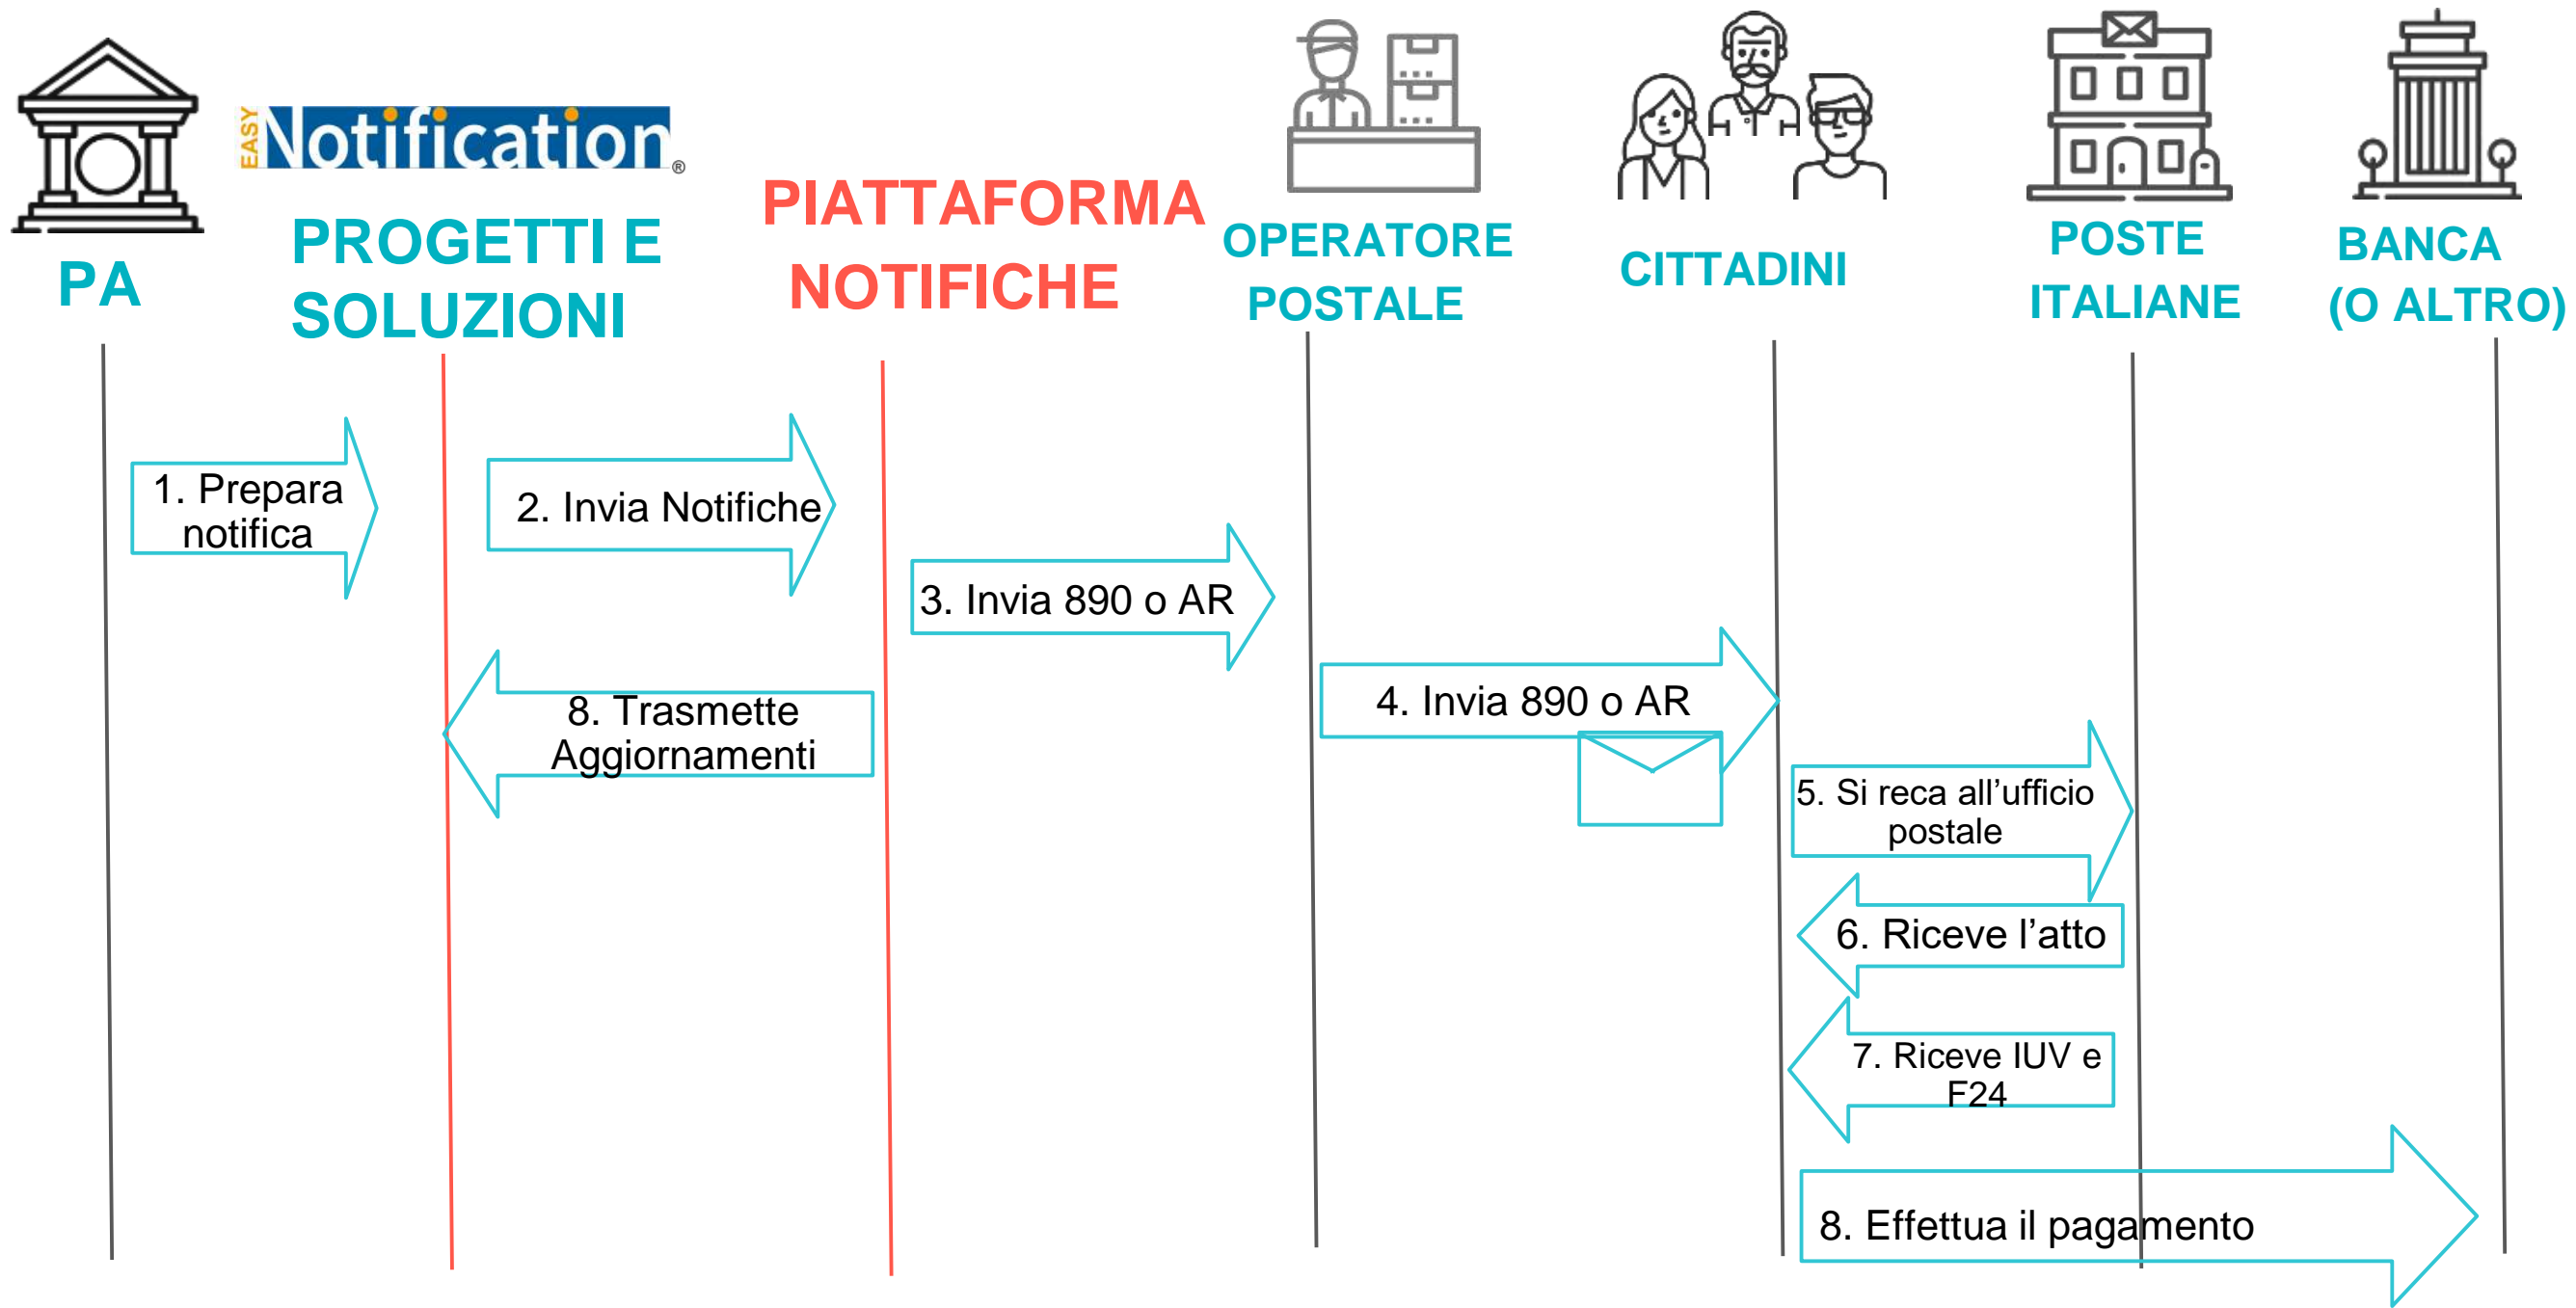 EASY
Notification
®
PA
PROGETTI E
SOLUZIONI
PIATTAFORMA
NOTIFICHE
OPERATORE
POSTALE
CITTADINI
POSTE
ITALIANE
BANCA
(O ALTRO)
1. Prepara
notifica
2. Invia Notifiche
3. Invia 890 o AR
8. Trasmette
Aggiornamenti
4. Invia 890 o AR
5. Si reca all’ufficio
postale
6. Riceve l’atto
7. Riceve IUV e
F24
8. Effettua il pagamento